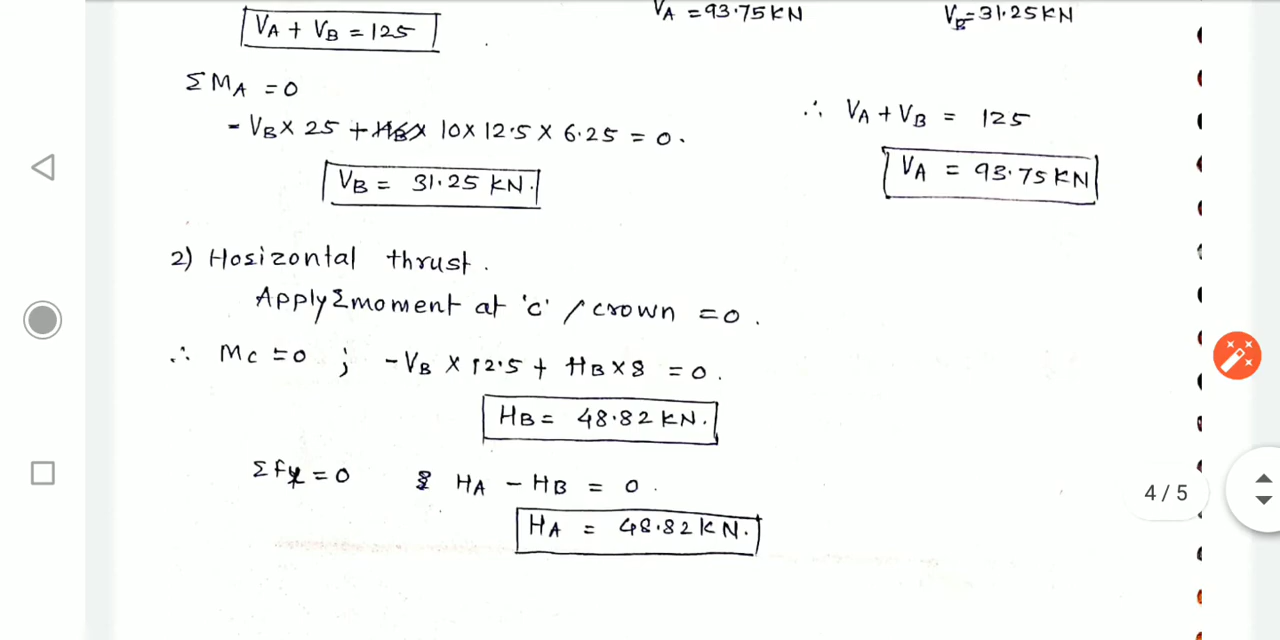 VA + VB = 125
VA = 93.75 KN
VB = 31.25 KN
ΣMA = 0
- VB × 25 + 10 × 12.5 × 6.25 = 0.
VB = 31.25 KN.
∴ VA + VB = 125
VA = 93.75 KN
2) Hosizontal thrust.
Apply Σmoment at 'c' / crown = 0.
∴ Mc = 0 ; - VB × 12.5 + HB × 8 = 0.
HB = 48.82 KN.
Σfx = 0 HA - HB = 0.
HA = 48.82 KN.
4 / 5